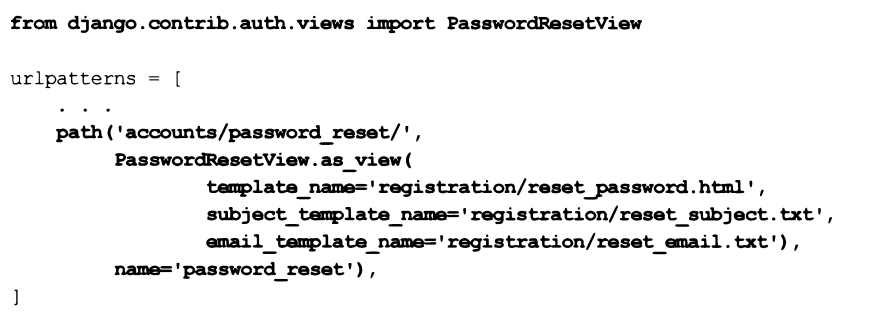 from django.contrib.auth.views import PasswordResetView
urlpatterns = [
. . .
path('accounts/password_reset/',
PasswordResetView.as_view(
template_name='registration/reset_password.html',
subject_template_name='registration/reset_subject.txt',
email_template_name='registration/reset_email.txt'),
name='password_reset'),
]